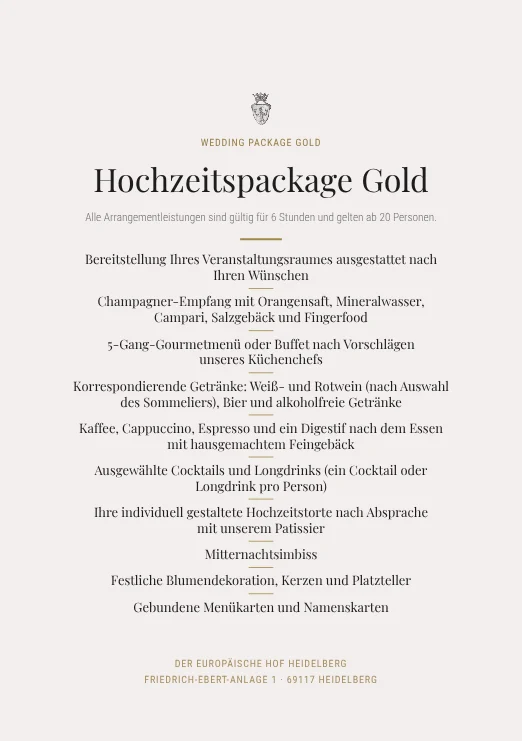 WEDDING PACKAGE GOLD
Hochzeitspackage Gold
Alle Arrangementleistungen sind gültig für 6 Stunden und gelten ab 20 Personen.
Bereitstellung Ihres Veranstaltungsraumes ausgestattet nach
Ihren Wünschen
Champagner-Empfang mit Orangensaft, Mineralwasser,
Campari, Salzgebäck und Fingerfood
5-Gang-Gourmetmenü oder Buffet nach Vorschlägen
unseres Küchenchefs
Korrespondierende Getränke: Weiß- und Rotwein (nach Auswahl
des Sommeliers), Bier und alkoholfreie Getränke
Kaffee, Cappuccino, Espresso und ein Digestif nach dem Essen
mit hausgemachtem Feingebäck
Ausgewählte Cocktails und Longdrinks (ein Cocktail oder
Longdrink pro Person)
Ihre individuell gestaltete Hochzeitstorte nach Absprache
mit unserem Patissier
Mitternachtsimbiss
Festliche Blumendekoration, Kerzen und Platzteller
Gebundene Menükarten und Namenskarten
DER EUROPÄISCHE HOF HEIDELBERG
FRIEDRICH-EBERT-ANLAGE 1 · 69117 HEIDELBERG